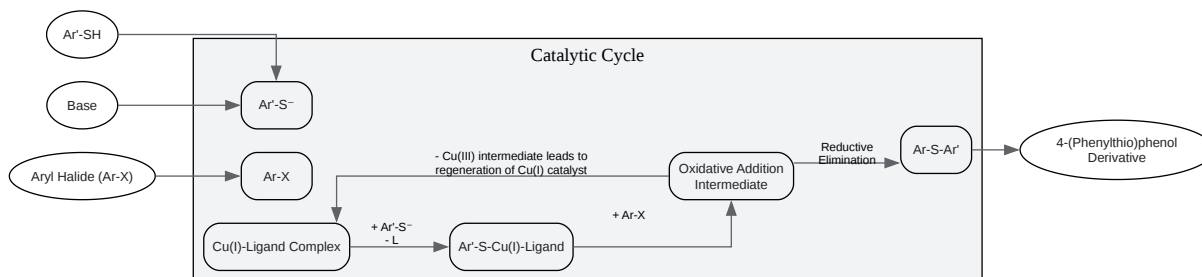 Ar'-SH
Catalytic Cycle
Base
Ar'-S⁻
Aryl Halide (Ar-X)
Ar-X
- Cu(III) intermediate leads to
regeneration of Cu(I) catalyst
Oxidative Addition
Intermediate
Reductive
Elimination
Ar-S-Ar'
4-(Phenylthio)phenol
Derivative
Cu(I)-Ligand Complex
+ Ar'-S⁻
- L
Ar'-S-Cu(I)-Ligand
+ Ar-X